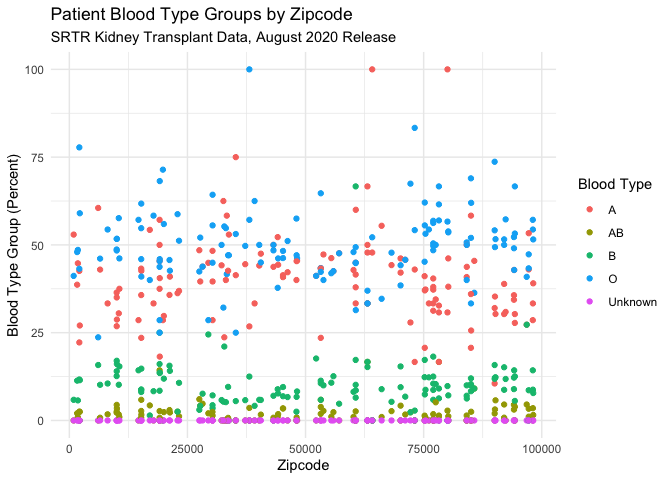 Patient Blood Type Groups by Zipcode
SRTR Kidney Transplant Data, August 2020 Release
Blood Type Group (Percent)
100
75
50
25
0
0
25000
50000
75000
100000
Zipcode
Blood Type
A
AB
B
O
Unknown